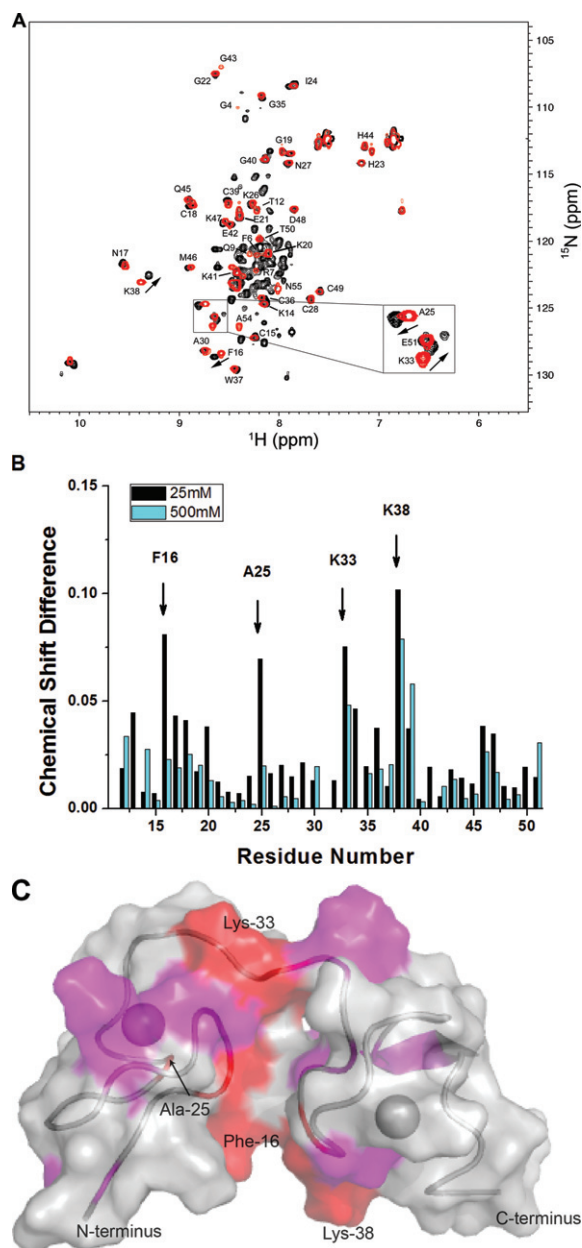 A
G43
G22
I24
G35
G4
G19
H44
G40
N27
H23
Q45
C39
K26
T12
C18
K47
E21
D48
E42
F6
T50
Q9
K20
N17
M46
R7
K38
K41
N55
C49
C36
C28
K14
A25
A54
C15
E51
A30
F16
K33
W37
105
110
115
120
125
130
15N (ppm)
10
9
8
7
6
1H (ppm)
B
25mM
500mM
K38
F16
A25
K33
0.15
0.10
0.05
0.00
Chemical Shift Difference
15
20
25
30
35
40
45
50
Residue Number
C
Lys-33
Ala-25
Phe-16
N-terminus
Lys-38
C-terminus